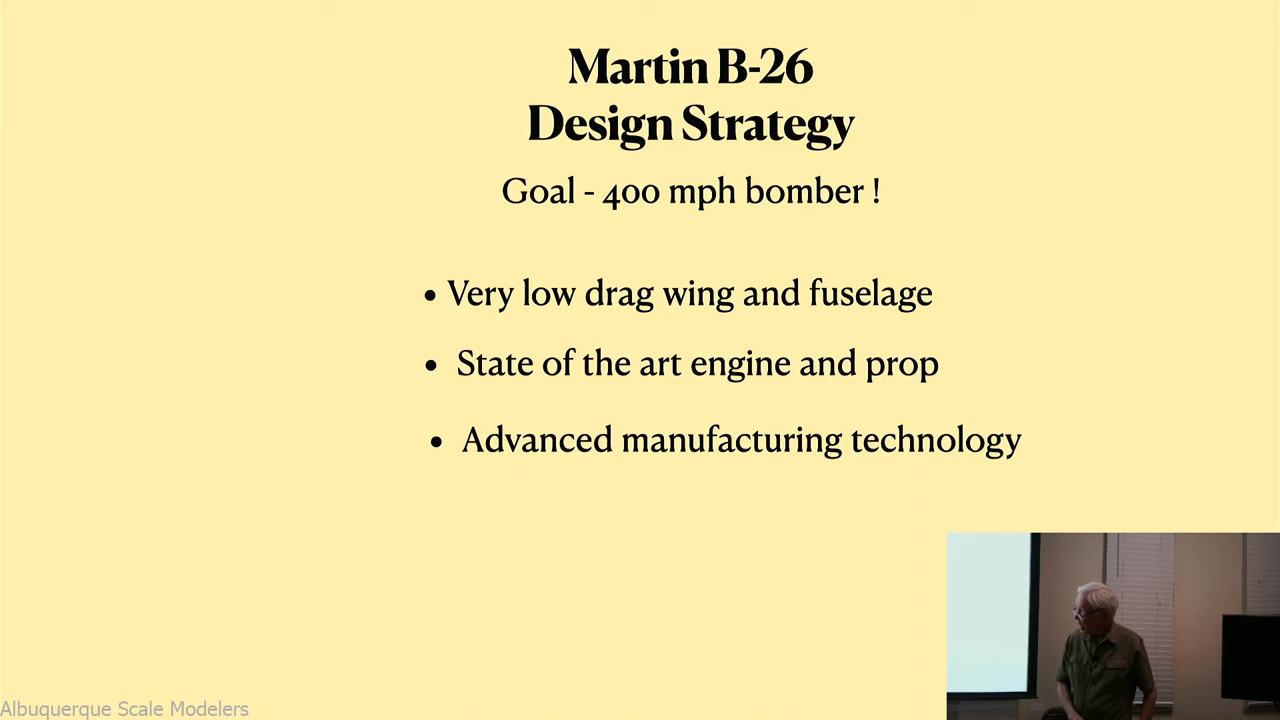 Martin B-26
Design Strategy
Goal - 400 mph bomber !
• Very low drag wing and fuselage
• State of the art engine and prop
• Advanced manufacturing technology
Albuquerque Scale Modelers